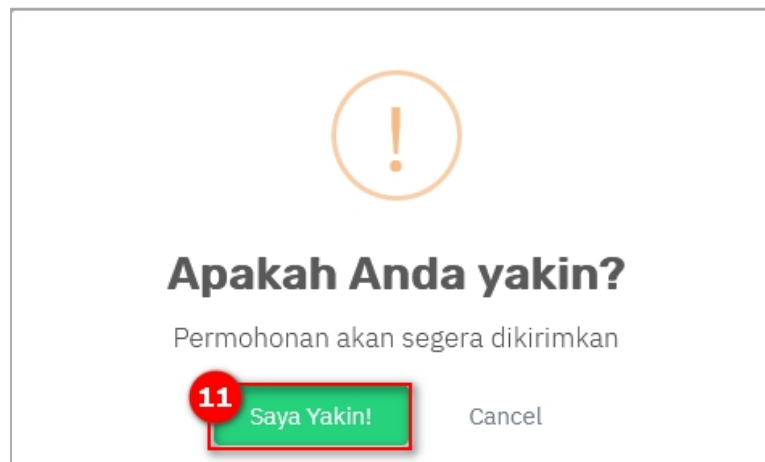 !
Apakah Anda yakin?
Permohonan akan segera dikirimkan
11
Saya Yakin! Cancel